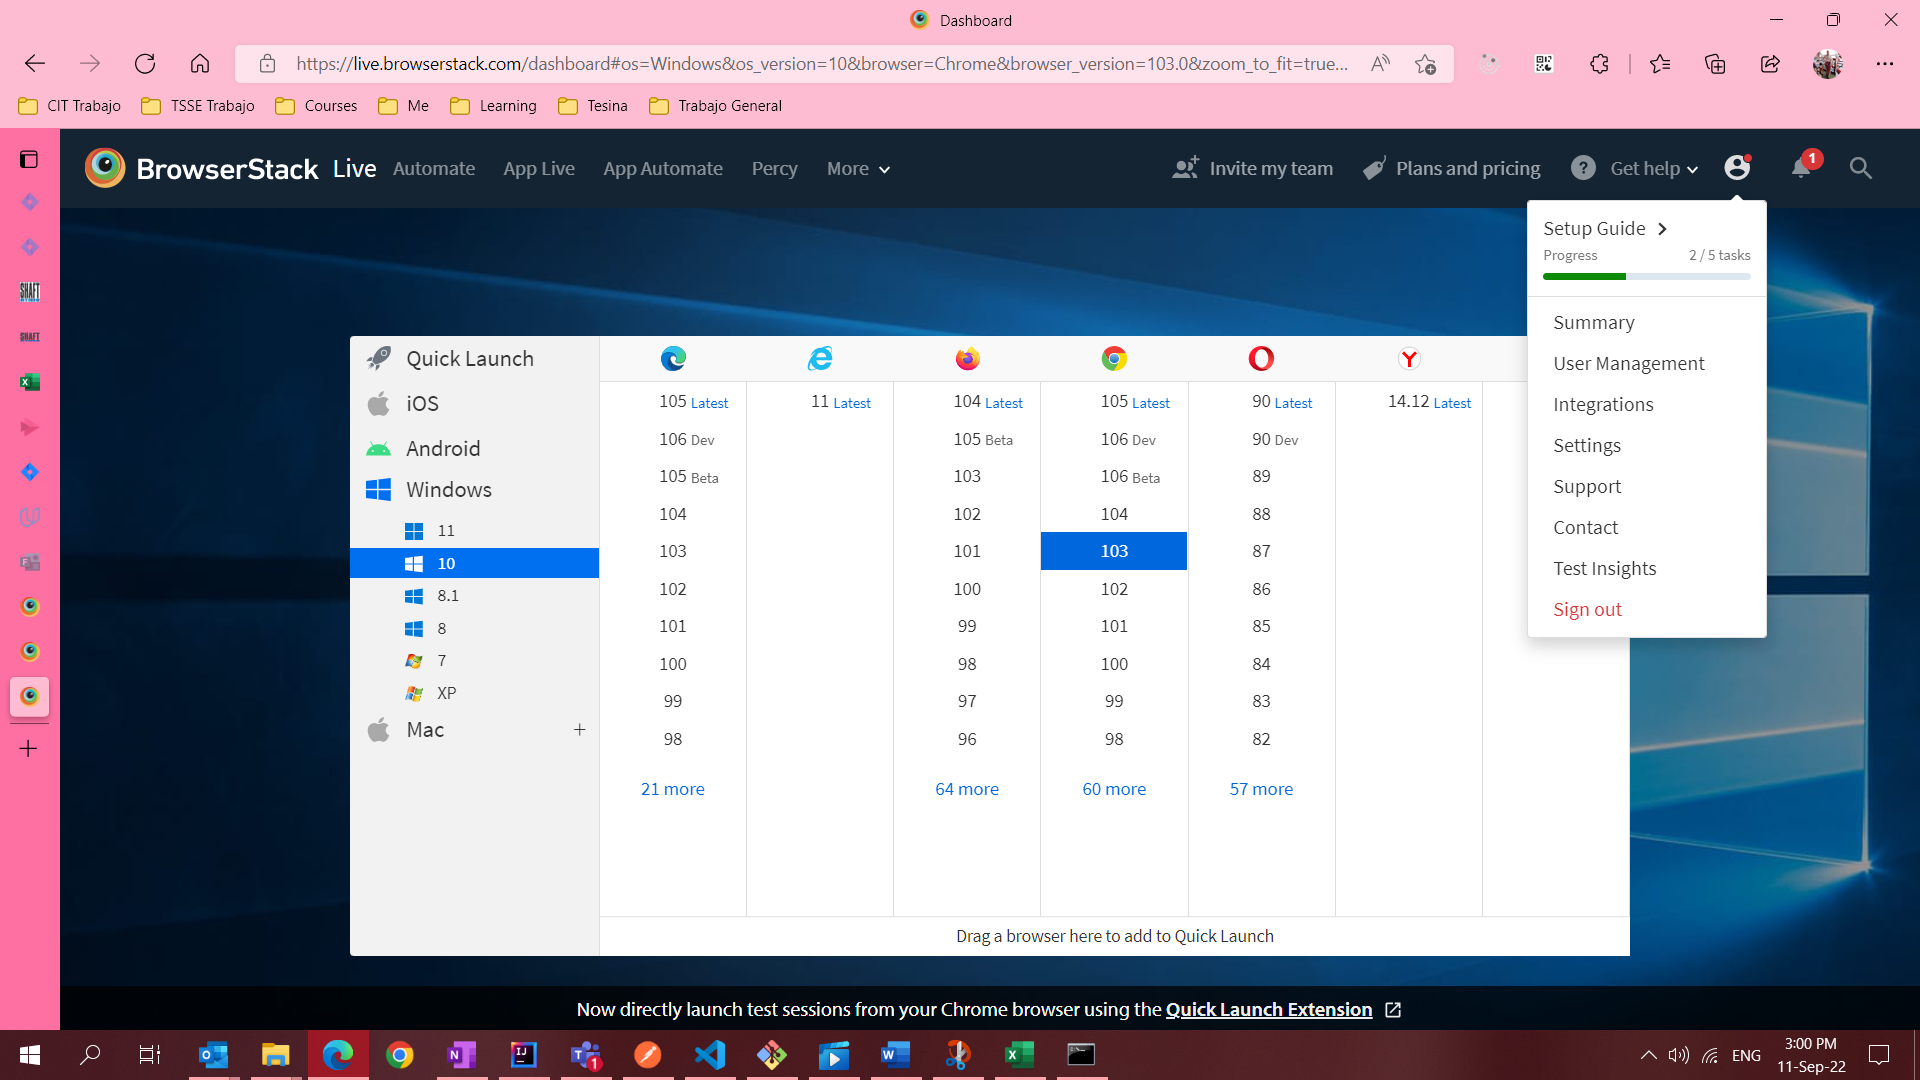 Dashboard
https://live.browserstack.com/dashboard#os=Windows&os_version=10&browser=Chrome&browser_version=103.0&zoom_to_fit=true...
CIT Trabajo
TSSE Trabajo
Courses
Me
Learning
Tesina
Trabajo General
BrowserStack Live
Automate
App Live
App Automate
Percy
More
Invite my team
Plans and pricing
? Get help
1
Setup Guide
Progress 2 / 5 tasks
Summary
User Management
Integrations
Settings
Support
Contact
Test Insights
Sign out
SHAFT
SHAFT
Quick Launch
iOS
Android
Windows
11
10
8.1
8
7
XP
Mac +
105 Latest
106 Dev
105 Beta
104
103
102
101
100
99
98
21 more
11 Latest
104 Latest
105 Beta
103
102
101
100
99
98
97
96
64 more
105 Latest
106 Dev
106 Beta
104
103
102
101
100
99
98
60 more
90 Latest
90 Dev
89
88
87
86
85
84
83
82
57 more
14.12 Latest
Drag a browser here to add to Quick Launch
Now directly launch test sessions from your Chrome browser using the Quick Launch Extension
ENG
3:00 PM
11-Sep-22